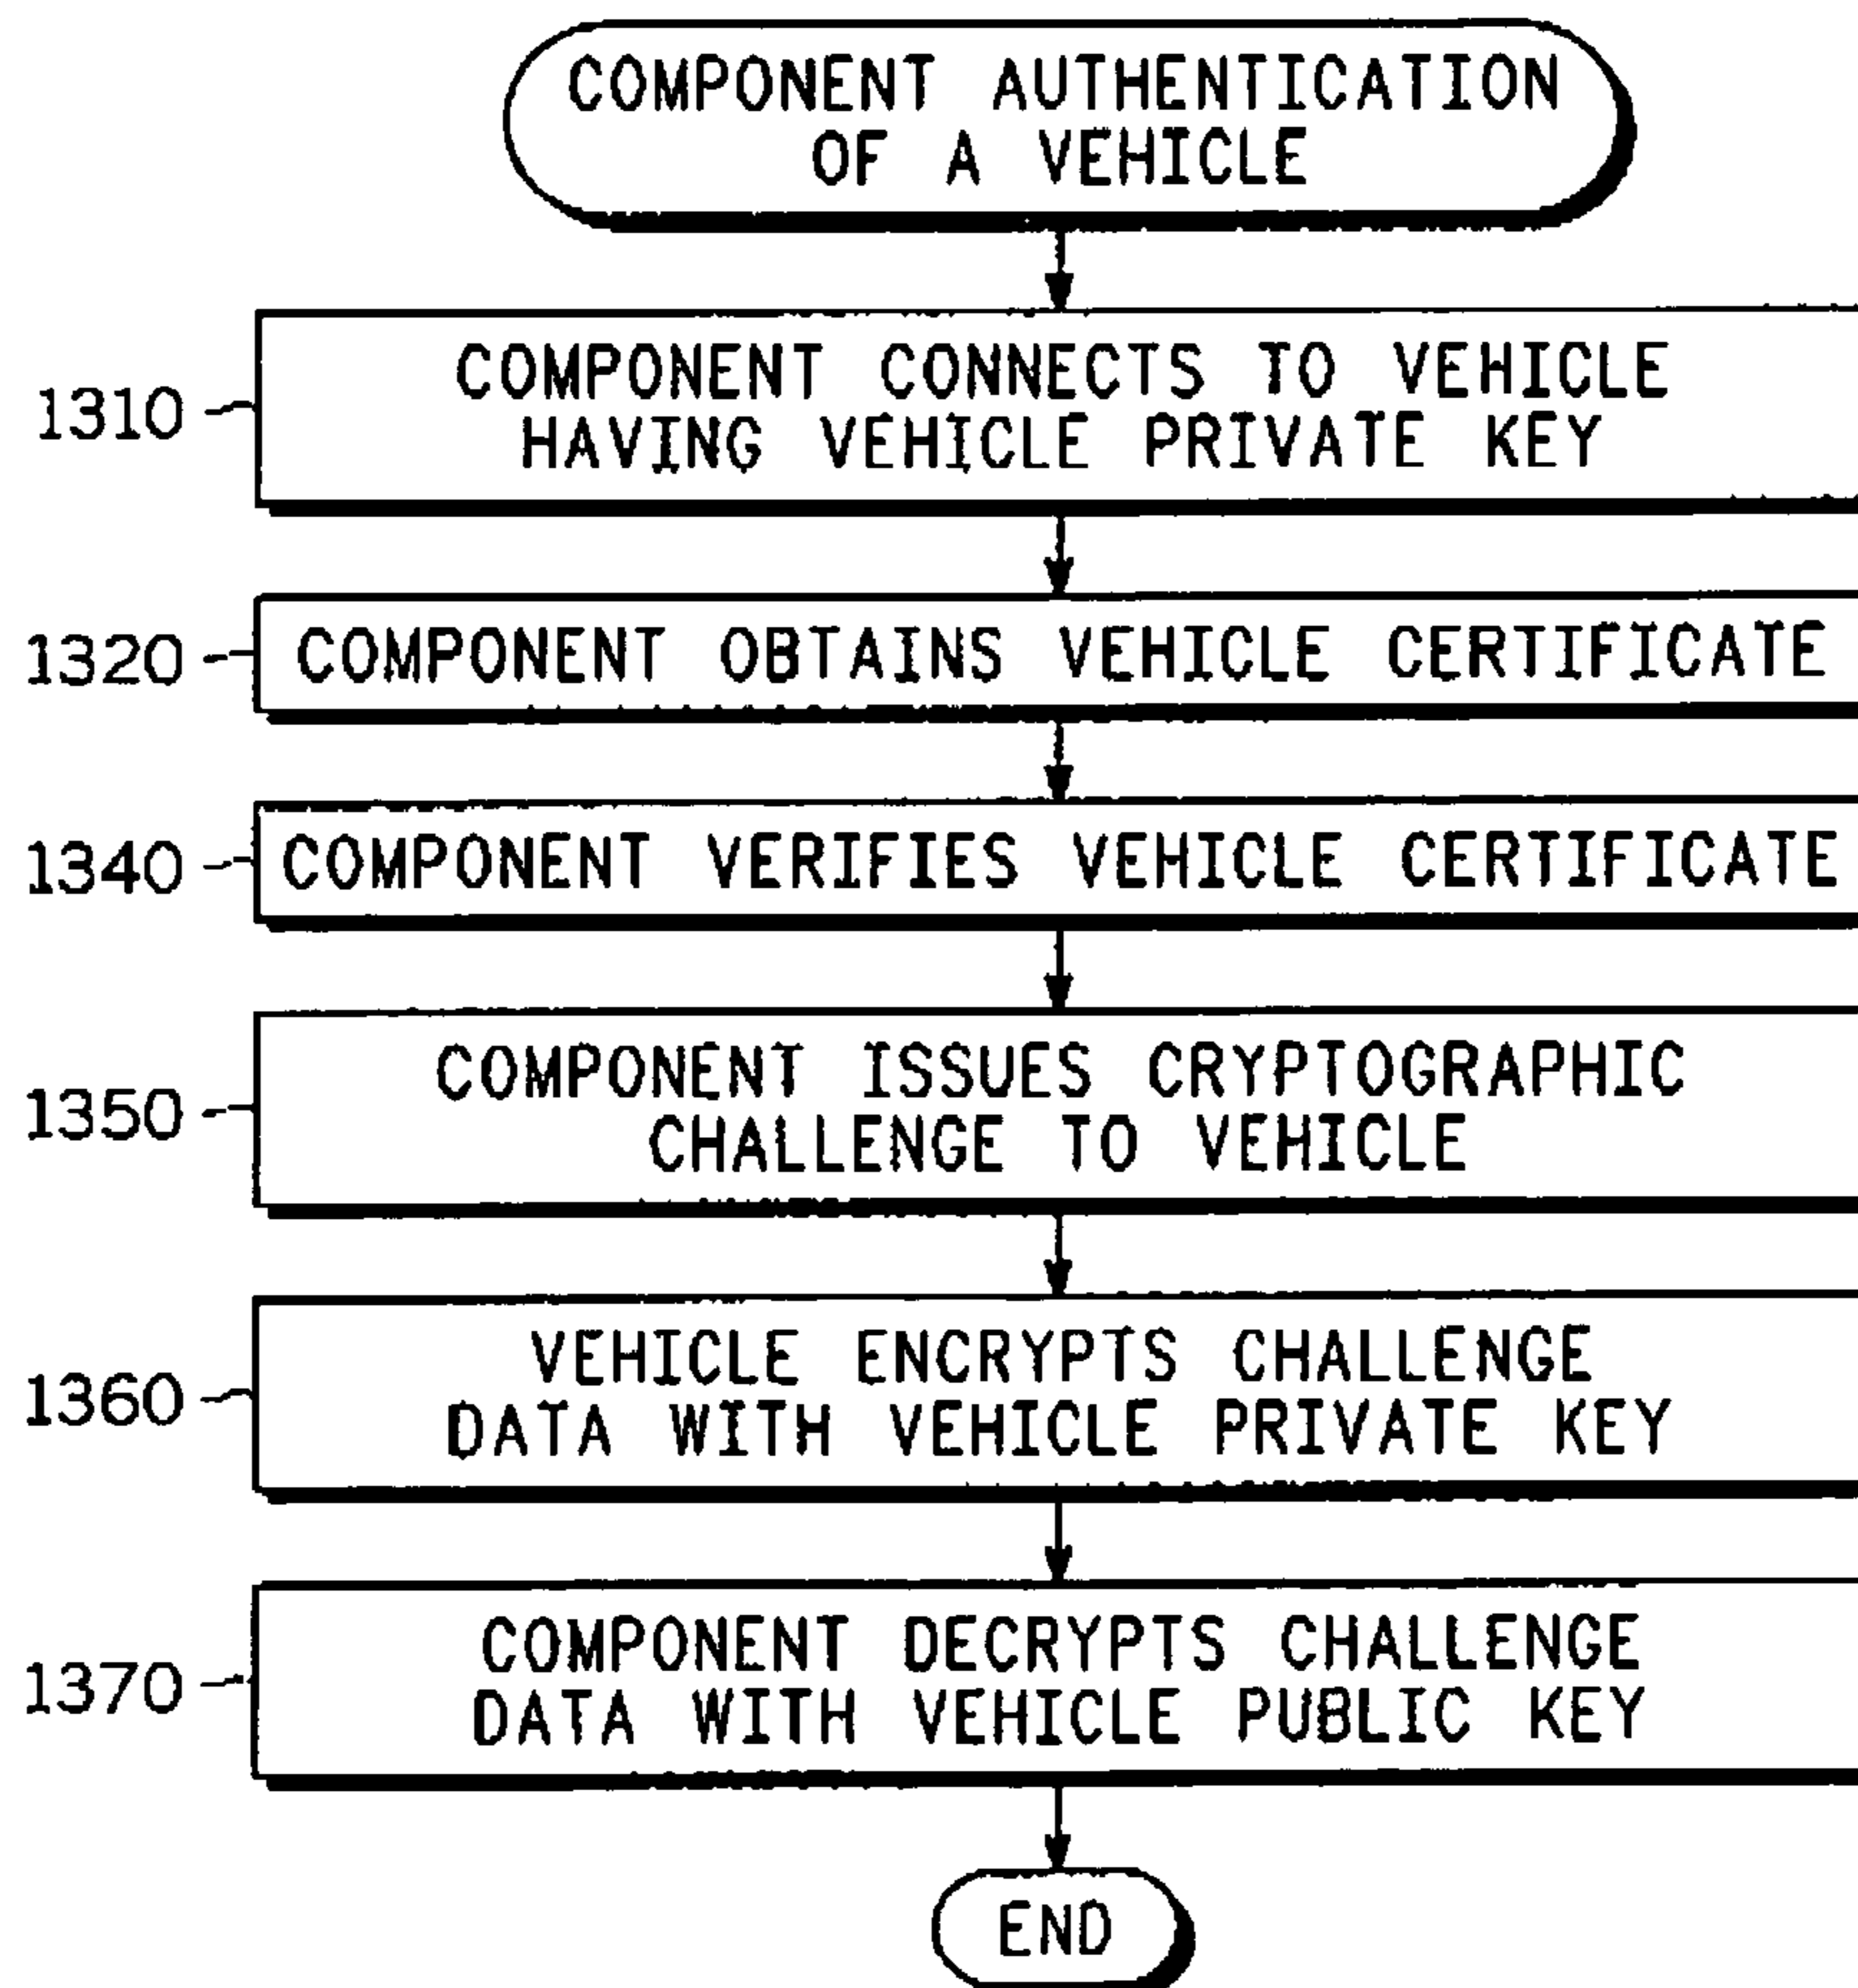 COMPONENT AUTHENTICATION
OF A VEHICLE
1310
COMPONENT CONNECTS TO VEHICLE
HAVING VEHICLE PRIVATE KEY
1320
COMPONENT OBTAINS VEHICLE CERTIFICATE
1340
COMPONENT VERIFIES VEHICLE CERTIFICATE
1350
COMPONENT ISSUES CRYPTOGRAPHIC
CHALLENGE TO VEHICLE
1360
VEHICLE ENCRYPTS CHALLENGE
DATA WITH VEHICLE PRIVATE KEY
1370
COMPONENT DECRYPTS CHALLENGE
DATA WITH VEHICLE PUBLIC KEY
END